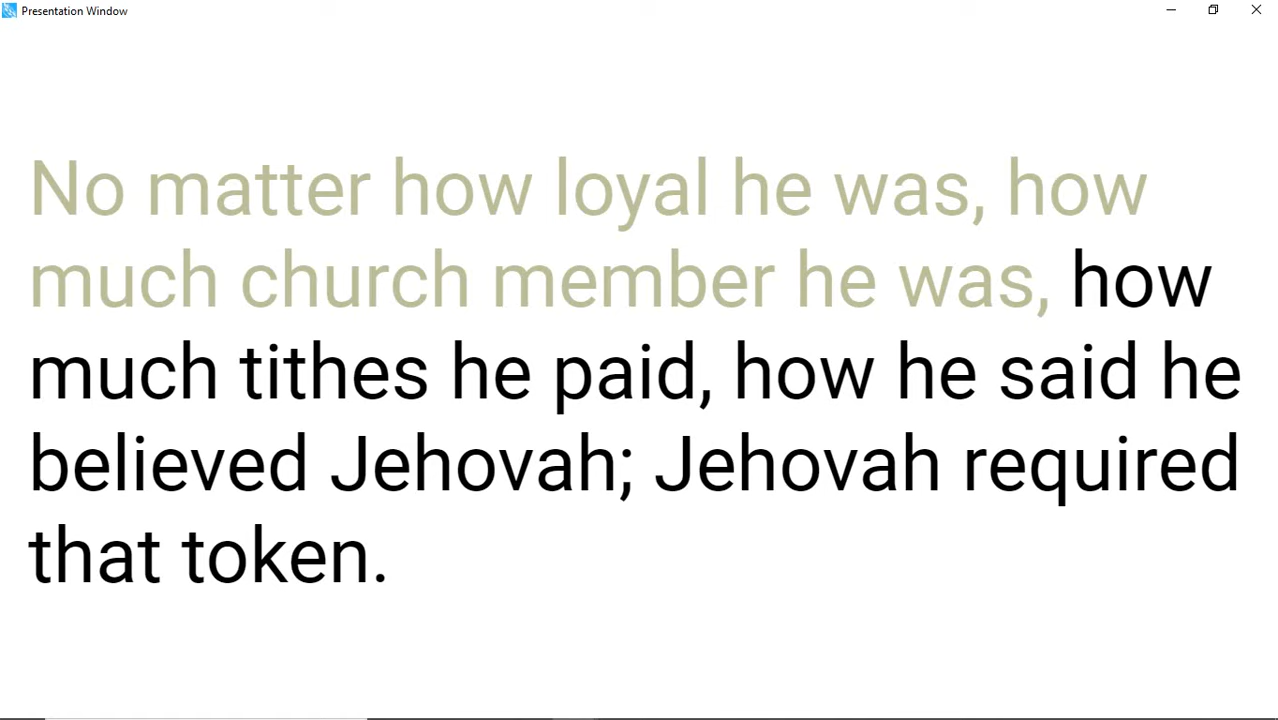 Presentation Window
No matter how loyal he was, how
much church member he was, how
much tithes he paid, how he said he
believed Jehovah; Jehovah required
that token.